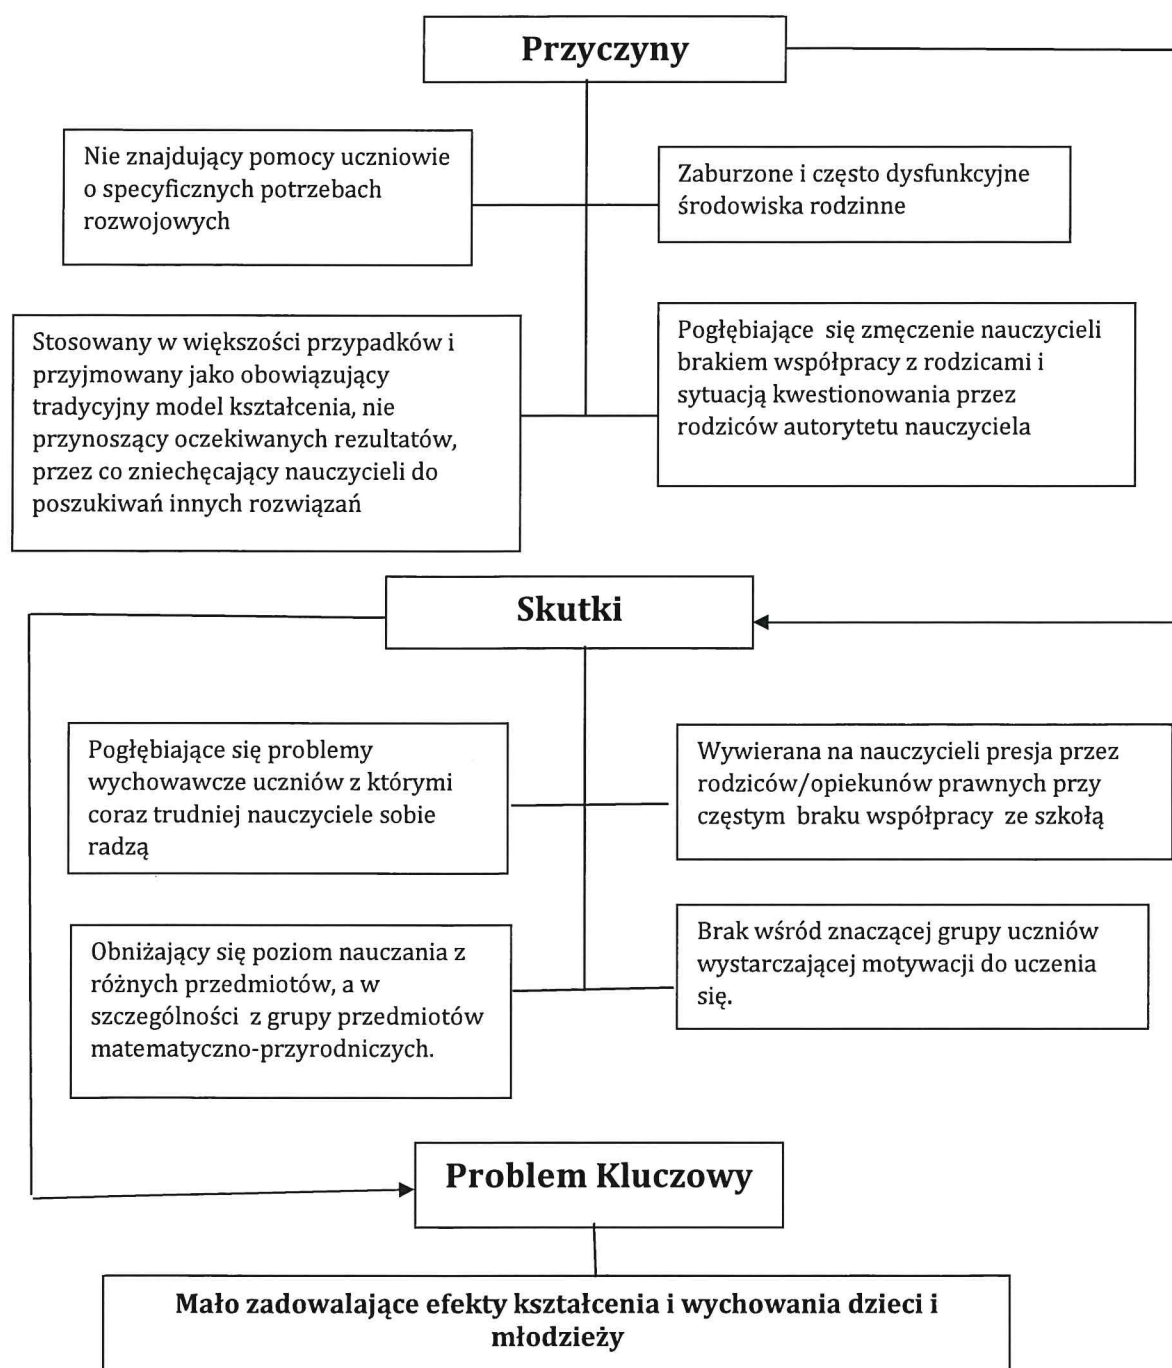 Przyczyny
Nie znajdujący pomocy uczniowie
o specyficznych potrzebach
rozwojowych
Zaburzone i często dysfunkcyjne
środowiska rodzinne
Stosowany w większości przypadków i
przyjmowany jako obowiązujący
tradycyjny model kształcenia, nie
przynoszący oczekiwanych rezultatów,
przez co zniechęcający nauczycieli do
poszukiwań innych rozwiązań
Pogłębiające się zmęczenie nauczycieli
brakiem współpracy z rodzicami i
sytuacją kwestionowania przez
rodziców autorytetu nauczyciela
Skutki
Pogłębiające się problemy
wychowawcze uczniów z którymi
coraz trudniej nauczyciele sobie
radzą
Wywierana na nauczycieli presja przez
rodziców/opiekunów prawnych przy
częstym braku współpracy ze szkołą
Obniżający się poziom nauczania z
różnych przedmiotów, a w
szczególności z grupy przedmiotów
matematyczno-przyrodniczych.
Brak wśród znaczącej grupy uczniów
wystarczającej motywacji do uczenia
się.
Problem Kluczowy
Mało zadowalające efekty kształcenia i wychowania dzieci i
młodzieży